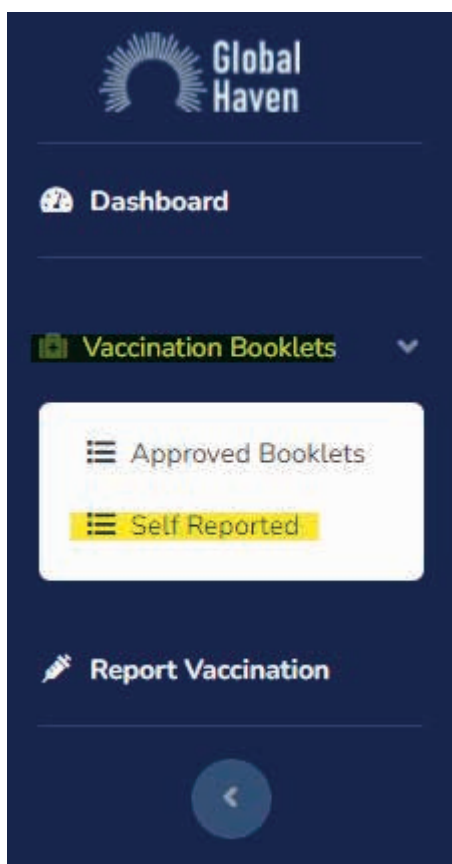 Global
Haven
Dashboard
Vaccination Booklets
Approved Booklets
Self Reported
Report Vaccination